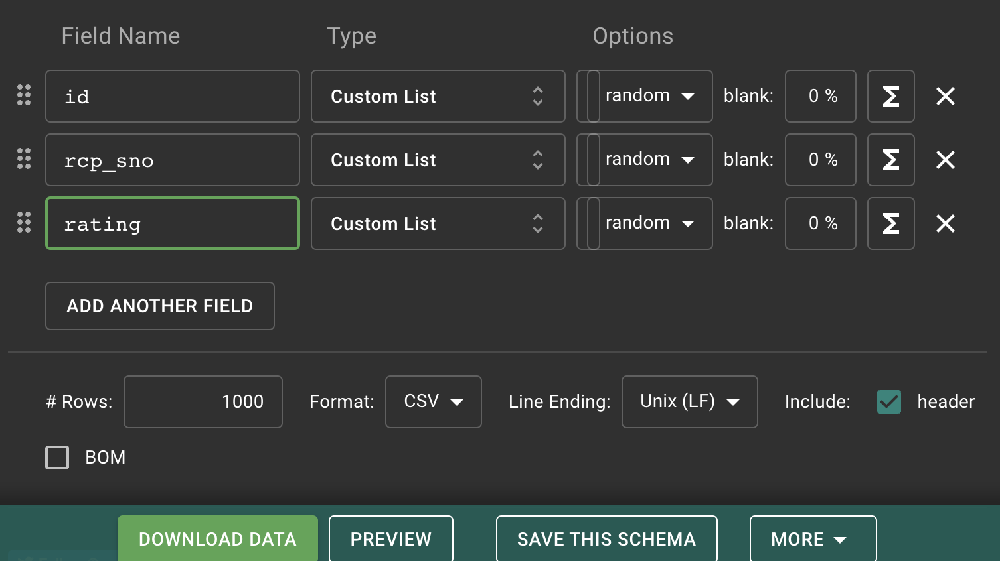 Field Name Type Options
id Custom List random blank: 0 % Σ
rcp_sno Custom List random blank: 0 % Σ
rating Custom List random blank: 0 % Σ
ADD ANOTHER FIELD
# Rows: 1000 Format: CSV Line Ending: Unix (LF) Include: header
BOM
DOWNLOAD DATA PREVIEW SAVE THIS SCHEMA MORE